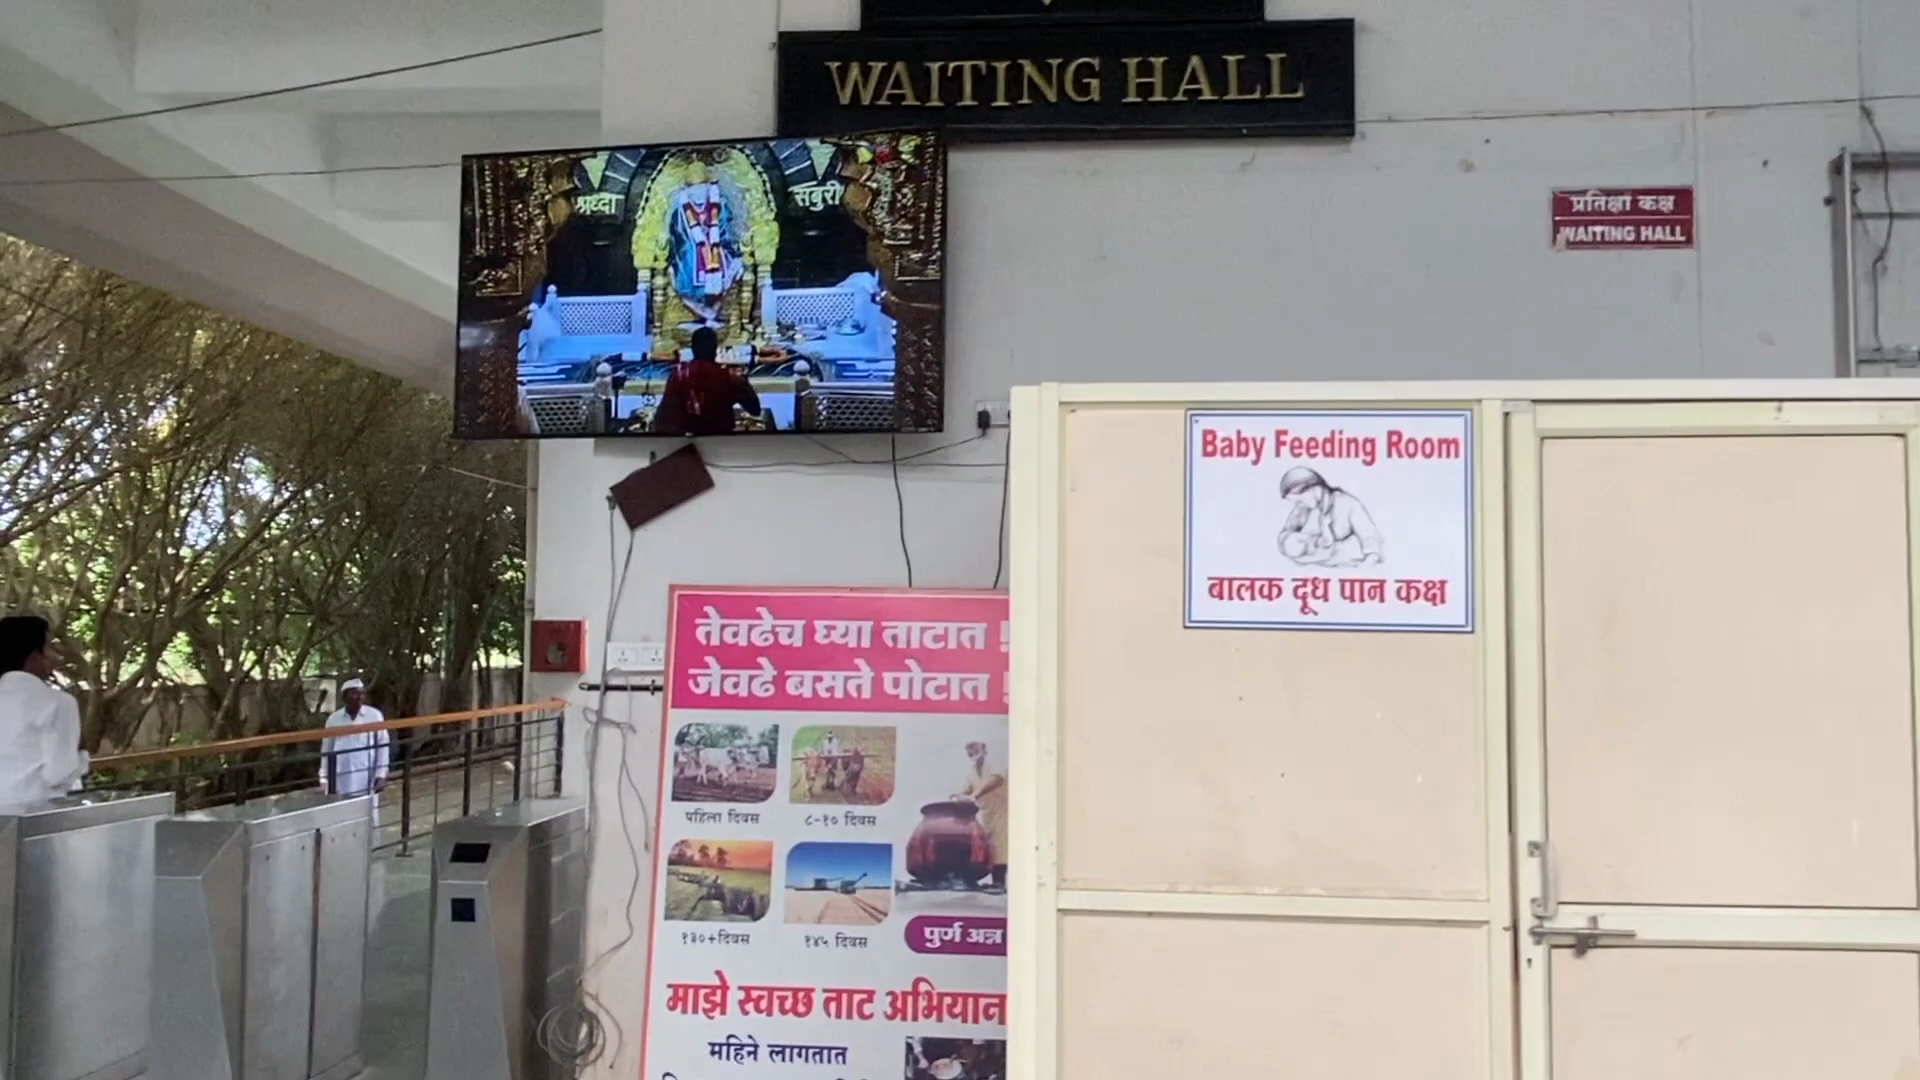 WAITING HALL
श्रध्दा
सबुरी
प्रतिक्षा कक्ष
WAITING HALL
Baby Feeding Room
बालक दूध पान कक्ष
तेवढेच घ्या ताटात !
जेवढे बसते पोटात !
पहिला दिवस
८-१० दिवस
१३०+दिवस
१४५ दिवस
पुर्ण अन्न
माझे स्वच्छ ताट अभियान
महिने लागतात